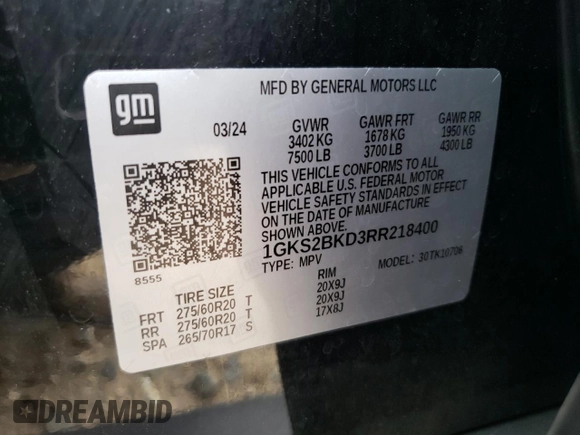 MFD BY GENERAL MOTORS LLC
gm
03/24
GVWR GAWR FRT GAWR RR
3402 KG 1678 KG 1950 KG
7500 LB 3700 LB 4300 LB
THIS VEHICLE CONFORMS TO ALL
APPLICABLE U.S. FEDERAL MOTOR
VEHICLE SAFETY STANDARDS IN EFFECT
ON THE DATE OF MANUFACTURE
SHOWN ABOVE.
1GKS2BKD3RR218400
TYPE: MPV MODEL: 30TK10706
8555
TIRE SIZE RIM
FRT 275/60R20 T 20X9J
RR 275/60R20 T 20X9J
SPA 265/70R17 S 17X8J
DREAMBID